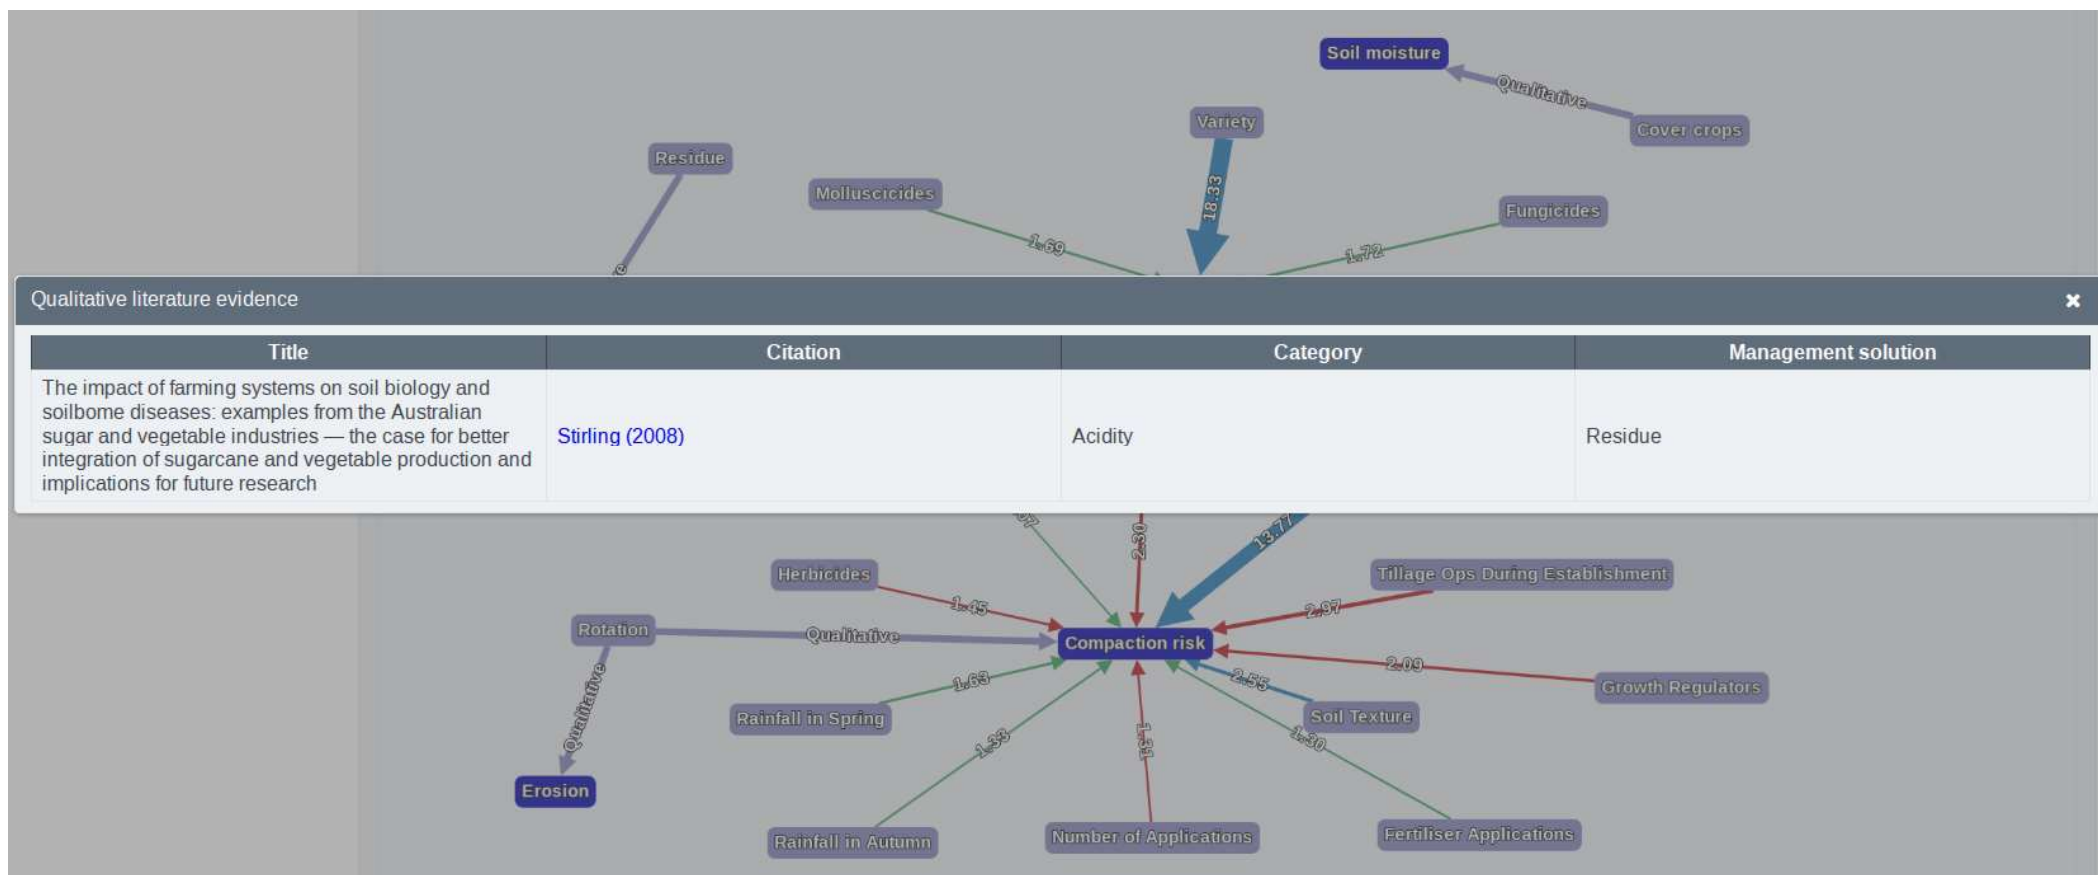 Soil moisture
Qualitative
Variety
Cover crops
Residue
Molluscicides
18.33
Fungicides
1.69
1.72
Qualitative literature evidence
Title
Citation
Category
Management solution
The impact of farming systems on soil biology and
soilbome diseases: examples from the Australian
sugar and vegetable industries — the case for better
integration of sugarcane and vegetable production and
implications for future research
Stirling (2008)
Acidity
Residue
2.30
13.77
Herbicides
Tillage Ops During Establishment
1.45
2.97
Rotation
Qualitative
Compaction risk
2.09
1.63
2.55
Growth Regulators
Qualitative
Rainfall in Spring
Soil Texture
1.33
1.31
1.30
Erosion
Rainfall in Autumn
Number of Applications
Fertiliser Applications